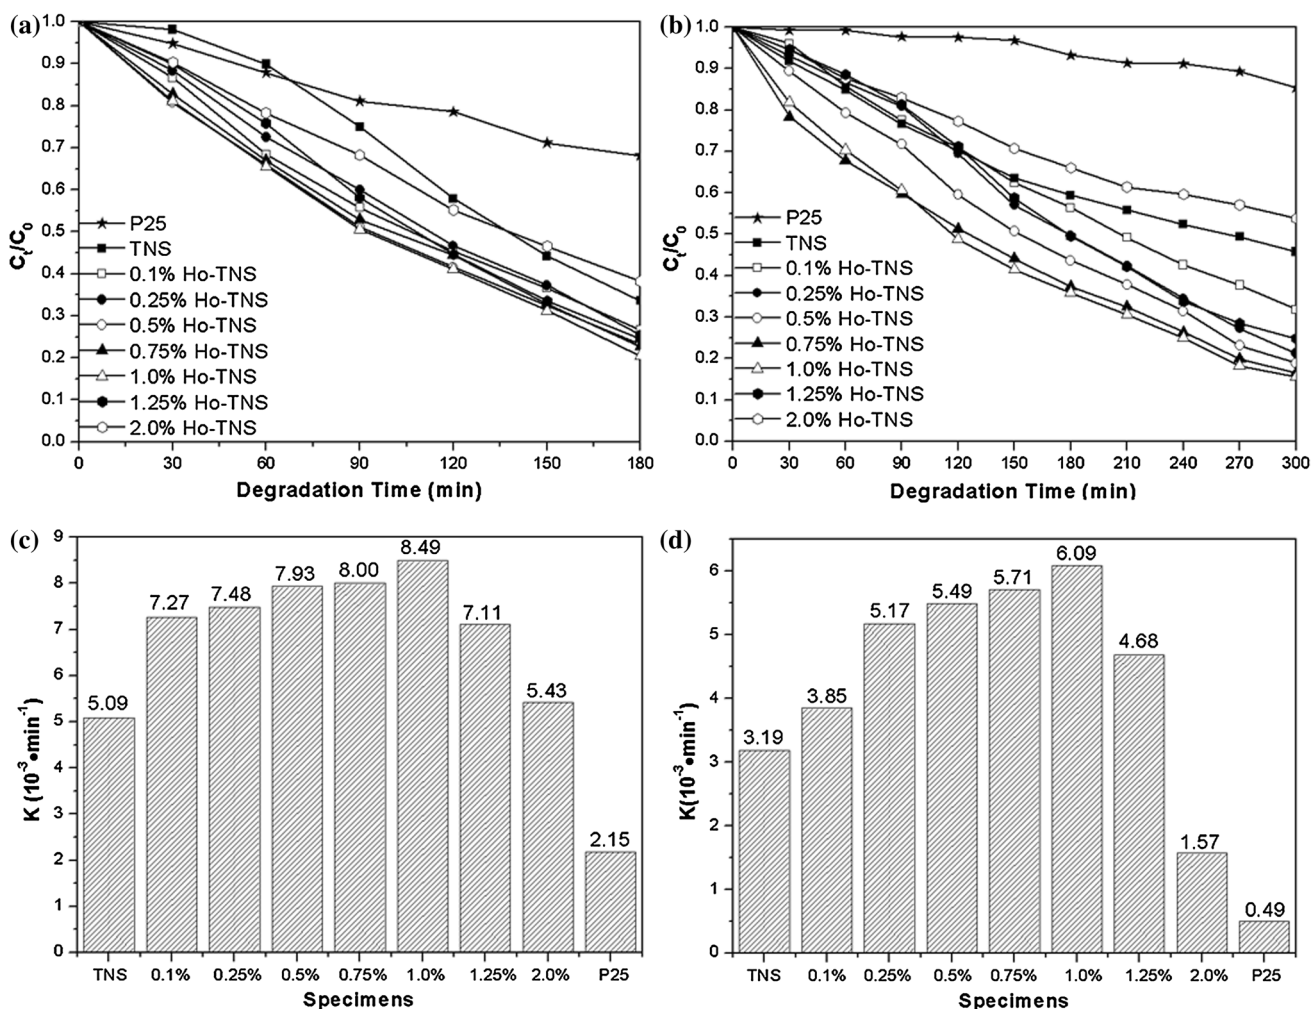 (a)
1.0
0.9
0.8
0.7
0.6
0.5
0.4
0.3
0.2
0.1
0.0
Ct/C0
P25
TNS
0.1% Ho-TNS
0.25% Ho-TNS
0.5% Ho-TNS
0.75% Ho-TNS
1.0% Ho-TNS
1.25% Ho-TNS
2.0% Ho-TNS
0 30 60 90 120 150 180
Degradation Time (min)
(b)
1.0
0.9
0.8
0.7
0.6
0.5
0.4
0.3
0.2
0.1
0.0
Ct/C0
P25
TNS
0.1% Ho-TNS
0.25% Ho-TNS
0.5% Ho-TNS
0.75% Ho-TNS
1.0% Ho-TNS
1.25% Ho-TNS
2.0% Ho-TNS
0 30 60 90 120 150 180 210 240 270 300
Degradation Time (min)
(c)
9
8
7
6
5
4
3
2
1
0
K (10-3•min-1)
5.09 7.27 7.48 7.93 8.00 8.49 7.11 5.43 2.15
TNS 0.1% 0.25% 0.5% 0.75% 1.0% 1.25% 2.0% P25
Specimens
(d)
6
5
4
3
2
1
0
K(10-3•min-1)
3.19 3.85 5.17 5.49 5.71 6.09 4.68 1.57 0.49
TNS 0.1% 0.25% 0.5% 0.75% 1.0% 1.25% 2.0% P25
Specimens